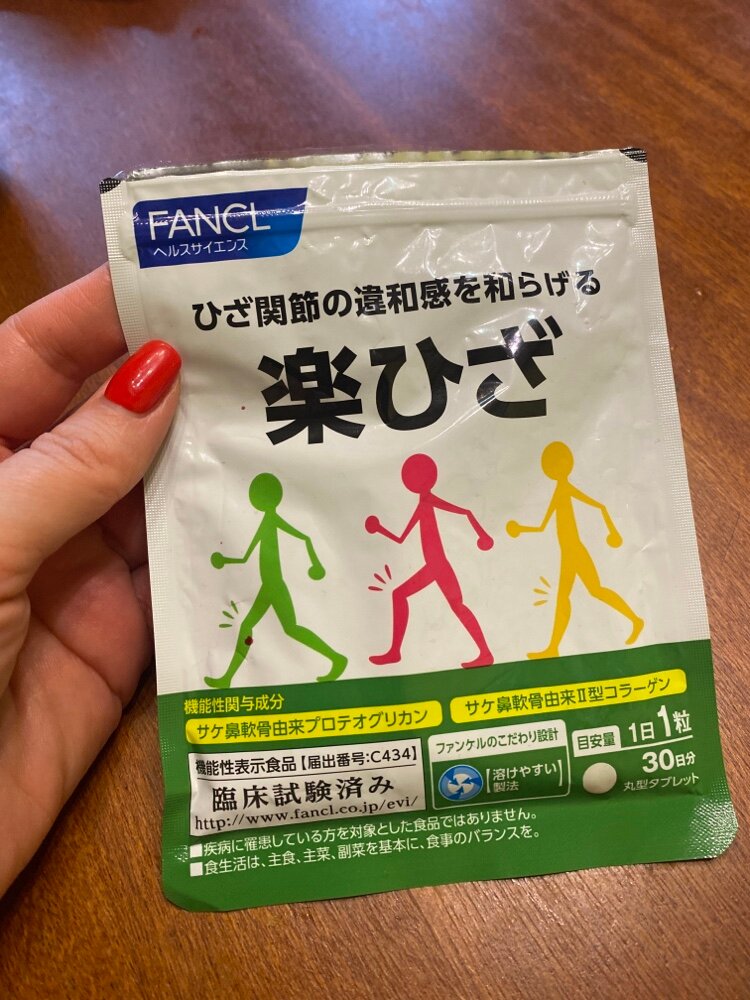 FANCL
ヘルスサイエンス
ひざ関節の違和感を和らげる
楽ひざ
機能性関与成分
サケ鼻軟骨由来プロテオグリカン
サケ鼻軟骨由来Ⅱ型コラーゲン
機能性表示食品【届出番号:C434】
臨床試験済み
http://www.fancl.co.jp/evi/
ファンケルのこだわり設計
【溶けやすい】
製法
目安量 1日1粒
30日分
丸型タブレット
■疾病に罹患している方を対象とした食品ではありません。
■食生活は、主食、主菜、副菜を基本に、食事のバランスを。